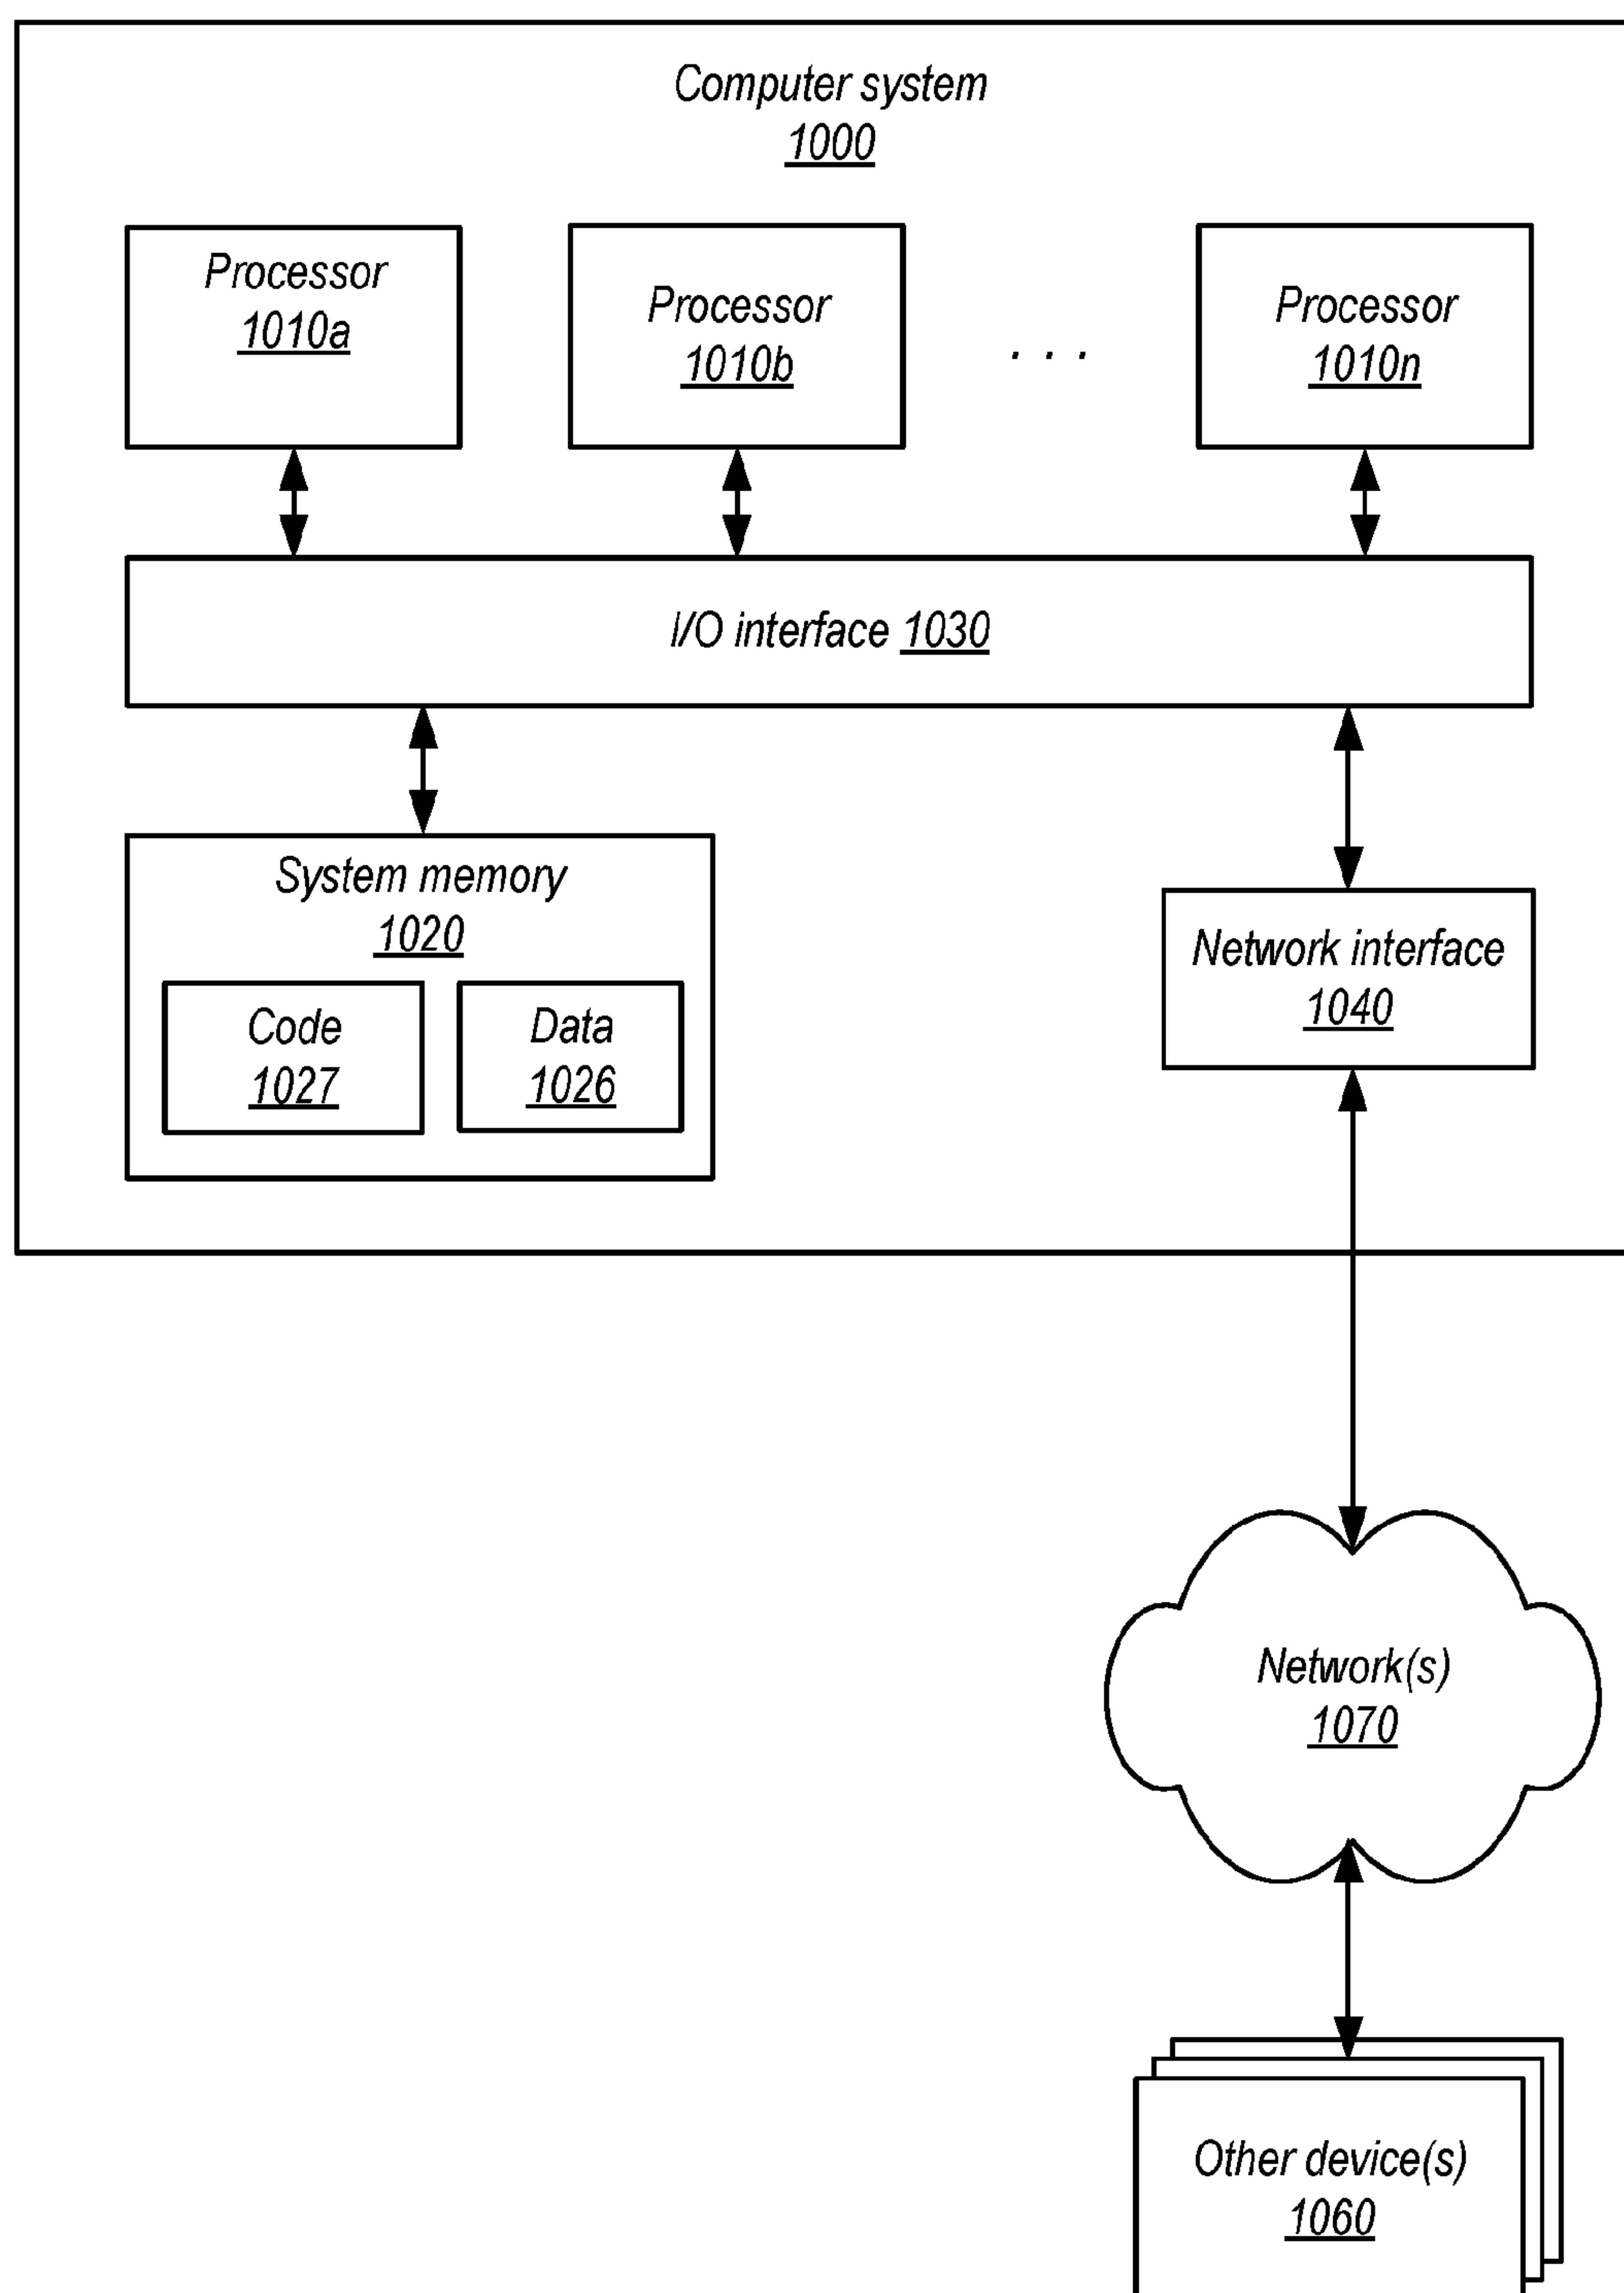 Computer system
1000
Processor
1010a
Processor
1010b
. . .
Processor
1010n
I/O interface 1030
System memory
1020
Code
1027
Data
1026
Network interface
1040
Network(s)
1070
Other device(s)
1060